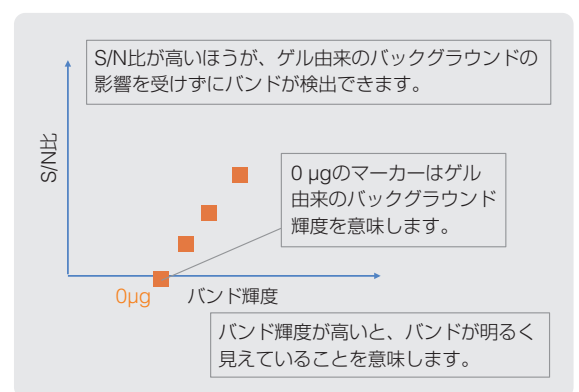 S/N比が高いほうが、ゲル由来のバックグラウンドの
影響を受けずにバンドが検出できます。
S/N比
0 µgのマーカーはゲル
由来のバックグラウンド
輝度を意味します。
0µg
バンド輝度
バンド輝度が高いと、バンドが明るく
見えていることを意味します。